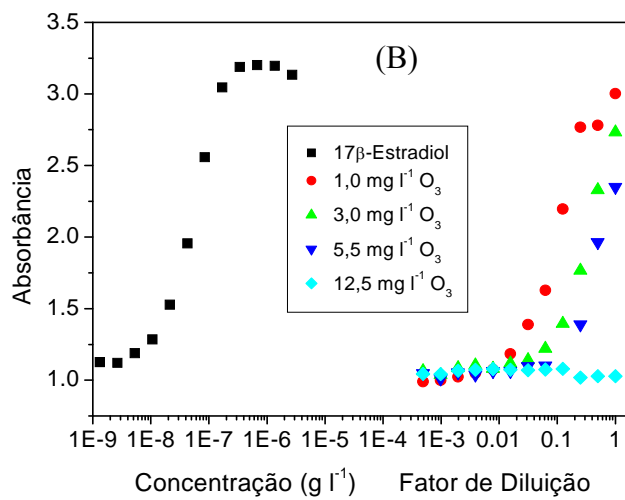 (B)
Absorbância
3.5
3.0
2.5
2.0
1.5
1.0
17β-Estradiol
1,0 mg l⁻¹ O₃
3,0 mg l⁻¹ O₃
5,5 mg l⁻¹ O₃
12,5 mg l⁻¹ O₃
1E-9 1E-8 1E-7 1E-6 1E-5 1E-4 1E-3 0.01 0.1 1
Concentração (g l⁻¹) Fator de Diluição